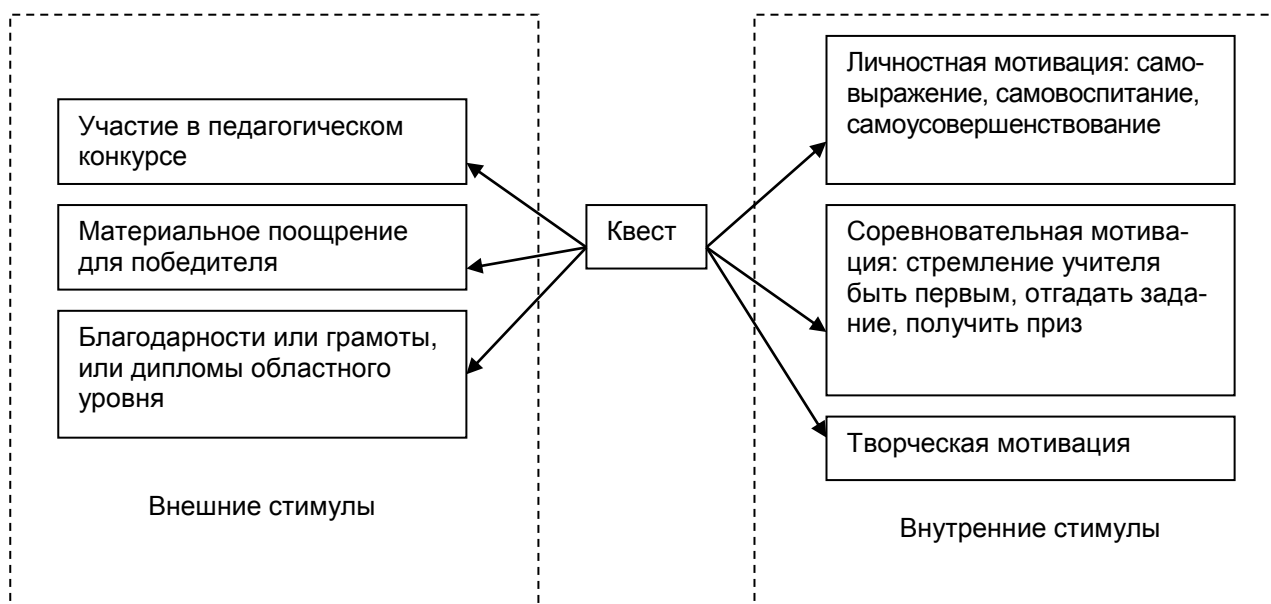 Участие в педагогическом
конкурсе
Материальное поощрение
для победителя
Благодарности или грамоты,
или дипломы областного
уровня
Внешние стимулы
Квест
Личностная мотивация: само-
выражение, самовоспитание,
самоусовершенствование
Соревновательная мотива-
ция: стремление учителя
быть первым, отгадать зада-
ние, получить приз
Творческая мотивация
Внутренние стимулы